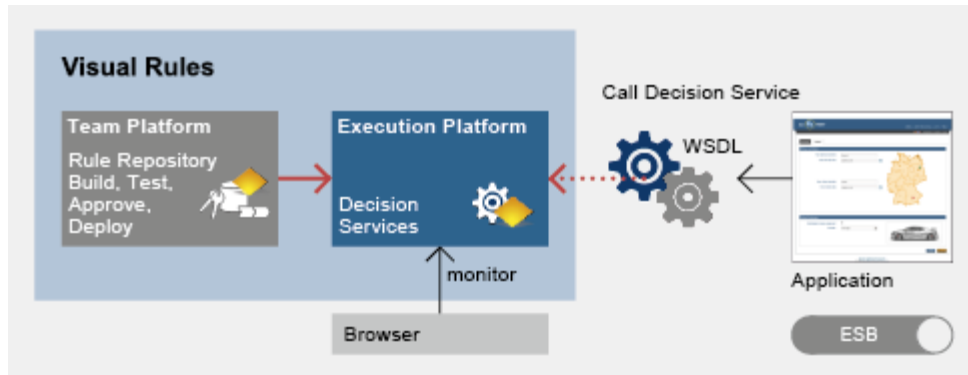 Visual Rules
Team Platform
Rule Repository
Build, Test,
Approve,
Deploy
Execution Platform
Decision
Services
monitor
Browser
Call Decision Service
WSDL
Application
ESB